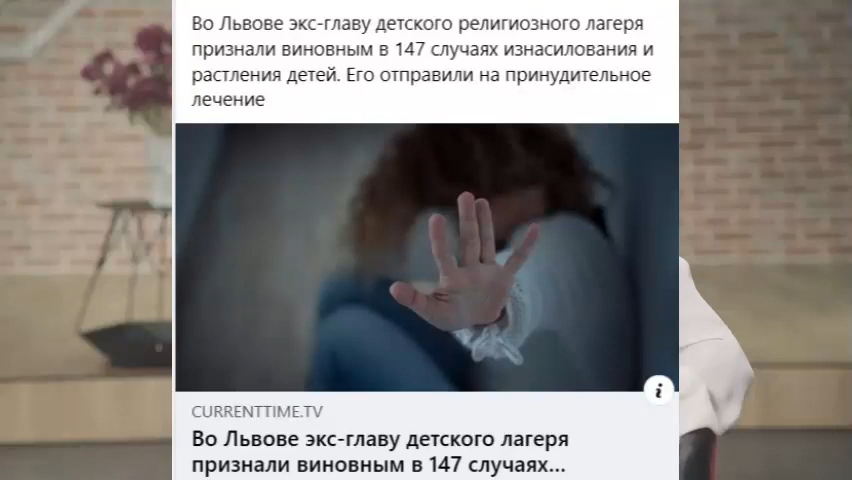 Во Львове экс-главу детского религиозного лагеря
признали виновным в 147 случаях изнасилования и
растления детей. Его отправили на принудительное
лечение
i
CURRENTTIME.TV
Во Львове экс-главу детского лагеря
признали виновным в 147 случаях...